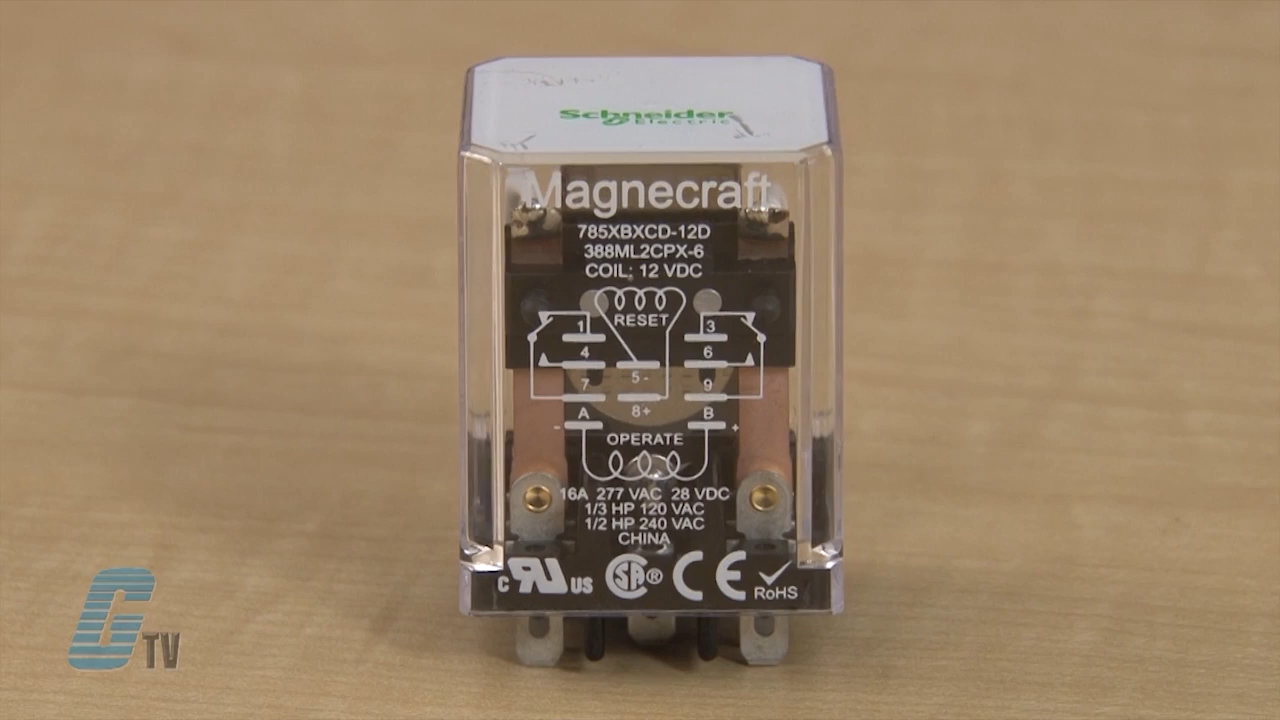 Schneider
Electric
Magnecraft
785XBXCD-12D
388ML2CPX-6
COIL: 12 VDC
RESET
1 3
4 6
5 -
7 9
8+
A B
- +
OPERATE
16A 277 VAC 28 VDC
1/3 HP 120 VAC
1/2 HP 240 VAC
CHINA
C RU US SA® CE RoHS
G TV